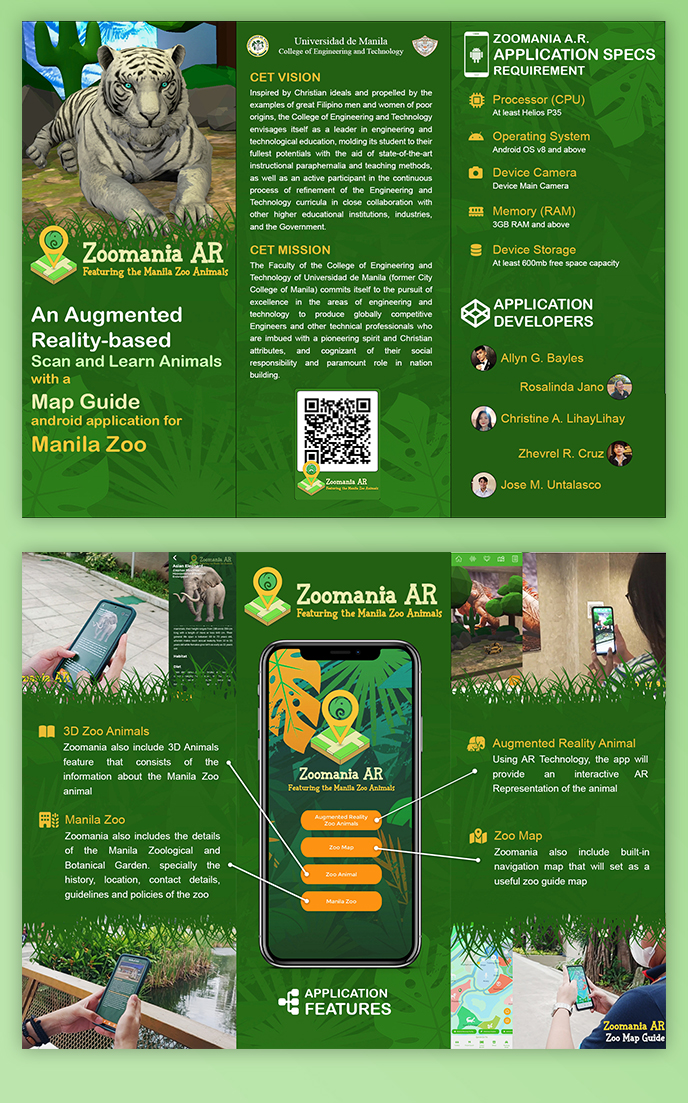 Zoomania AR
Featuring the Manila Zoo Animals
An Augmented
Reality-based
Scan and Learn Animals
with a
Map Guide
android application for
Manila Zoo
Universidad de Manila
College of Engineering and Technology
CET VISION
Inspired by Christian ideals and propelled by the
examples of great Filipino men and women of poor
origins, the College of Engineering and Technology
envisages itself as a leader in engineering and
technological education, molding its student to their
fullest potentials with the aid of state-of-the-art
instructional paraphernalia and teaching methods,
as well as an active participant in the continuous
process of refinement of the Engineering and
Technology curricula in close collaboration with
other higher educational institutions, industries,
and the Government.
CET MISSION
The Faculty of the College of Engineering and
Technology of Universidad de Manila (former City
College of Manila) commits itself to the pursuit of
excellence in the areas of engineering and
technology to produce globally competitive
Engineers and other technical professionals who
are imbued with a pioneering spirit and Christian
attributes, and cognizant of their social
responsibility and paramount role in nation
building.
Zoomania AR
Featuring the Manila Zoo Animals
ZOOMANIA A.R.
APPLICATION SPECS
REQUIREMENT
Processor (CPU)
At least Helios P35
Operating System
Android OS v8 and above
Device Camera
Device Main Camera
Memory (RAM)
3GB RAM and above
Device Storage
At least 600mb free space capacity
APPLICATION
DEVELOPERS
Allyn G. Bayles
Rosalinda Jano
Christine A. LihayLihay
Zhevrel R. Cruz
Jose M. Untalasco
Asian Elephant
Habitat
Diet
3D Zoo Animals
Zoomania also include 3D Animals
feature that consists of the
information about the Manila Zoo
animal
Manila Zoo
Zoomania also includes the details
of the Manila Zoological and
Botanical Garden. specially the
history, location, contact details,
guidelines and policies of the zoo
Zoomania AR
Featuring the Manila Zoo Animals
Zoomania AR
Featuring the Manila Zoo Animals
Augmented Reality
Zoo Animals
Zoo Map
Zoo Animal
Manila Zoo
APPLICATION
FEATURES
Augmented Reality Animal
Using AR Technology, the app will
provide an interactive AR
Representation of the animal
Zoo Map
Zoomania also include built-in
navigation map that will set as a
useful zoo guide map
Zoomania AR
Zoo Map Guide